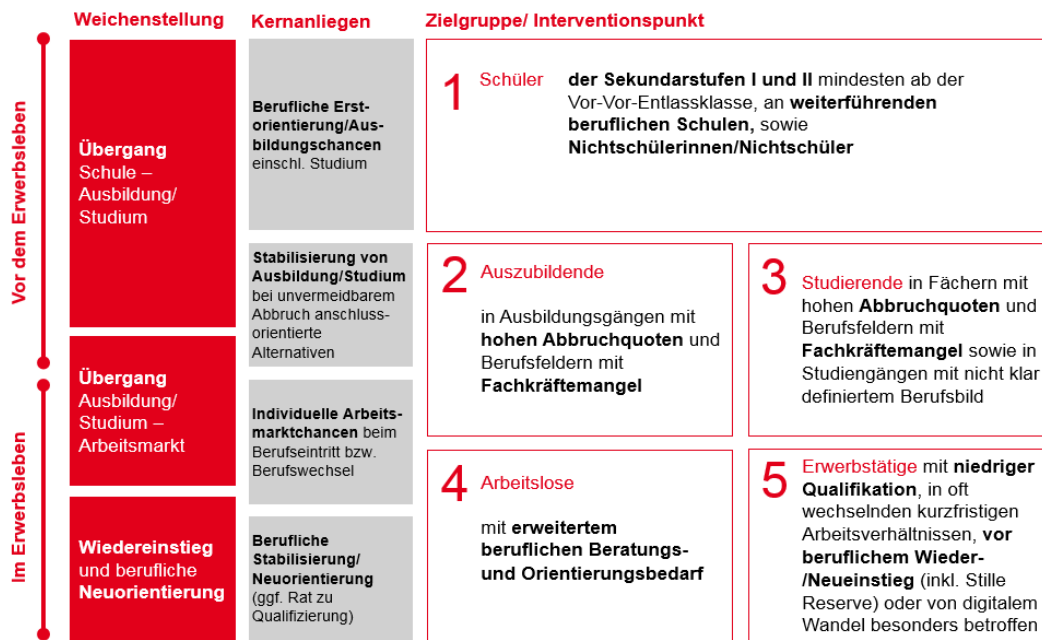 Weichenstellung
Kernanliegen
Zielgruppe/ Interventionspunkt
Vor dem Erwerbsleben
Im Erwerbsleben
Übergang
Schule –
Ausbildung/
Studium
Übergang
Ausbildung/
Studium –
Arbeitsmarkt
Wiedereinstieg
und berufliche
Neuorientierung
Berufliche Erst-
orientierung/Aus-
bildungschancen
einschl. Studium
Stabilisierung von
Ausbildung/Studium
bei unvermeidbarem
Abbruch anschluss-
orientierte
Alternativen
Individuelle Arbeits-
marktchancen beim
Berufseintritt bzw.
Berufswechsel
Berufliche
Stabilisierung/
Neuorientierung
(ggf. Rat zu
Qualifizierung)
1 Schüler
der Sekundarstufen I und II mindesten ab der
Vor-Vor-Entlassklasse, an weiterführenden
beruflichen Schulen, sowie
Nichtschülerinnen/Nichtschüler
2 Auszubildende
in Ausbildungsgängen mit
hohen Abbruchquoten und
Berufsfeldern mit
Fachkräftemangel
3 Studierende in Fächern mit
hohen Abbruchquoten und
Berufsfeldern mit
Fachkräftemangel sowie in
Studiengängen mit nicht klar
definiertem Berufsbild
4 Arbeitslose
mit erweitertem
beruflichen Beratungs-
und Orientierungsbedarf
5 Erwerbstätige mit niedriger
Qualifikation, in oft
wechselnden kurzfristigen
Arbeitsverhältnissen, vor
beruflichem Wieder-
/Neueinstieg (inkl. Stille
Reserve) oder von digitalem
Wandel besonders betroffen